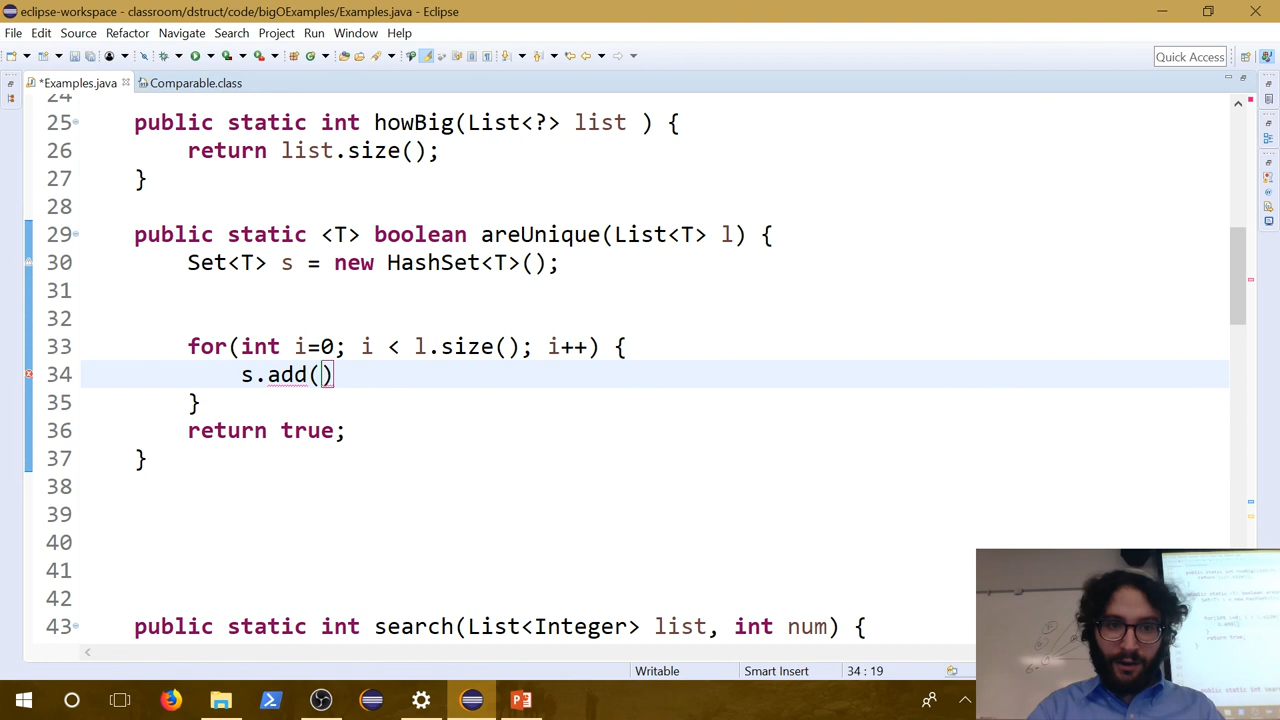 eclipse-workspace - classroom/dstruct/code/bigOExamples/Examples.java - Eclipse
File Edit Source Refactor Navigate Search Project Run Window Help
Quick Access
*Examples.java Comparable.class
24
25 public static int howBig(List<?> list ) {
26 return list.size();
27 }
28
29 public static <T> boolean areUnique(List<T> l) {
30 Set<T> s = new HashSet<T>();
31
32
33 for(int i=0; i < l.size(); i++) {
34 s.add()
35 }
36 return true;
37 }
38
39
40
41
42
43 public static int search(List<Integer> list, int num) {
Writable Smart Insert 34 : 19